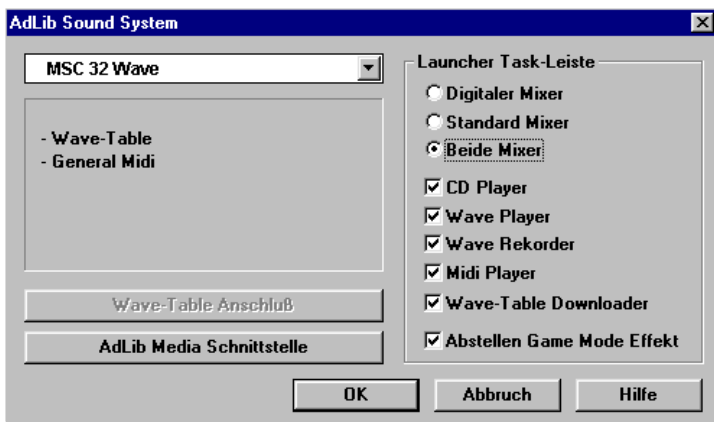 AdLib Sound System
MSC 32 Wave
- Wave-Table
- General Midi
Wave-Table Anschluß
AdLib Media Schnittstelle
Launcher Task-Leiste
Digitaler Mixer
Standard Mixer
Beide Mixer
CD Player
Wave Player
Wave Rekorder
Midi Player
Wave-Table Downloader
Abstellen Game Mode Effekt
OK
Abbruch
Hilfe